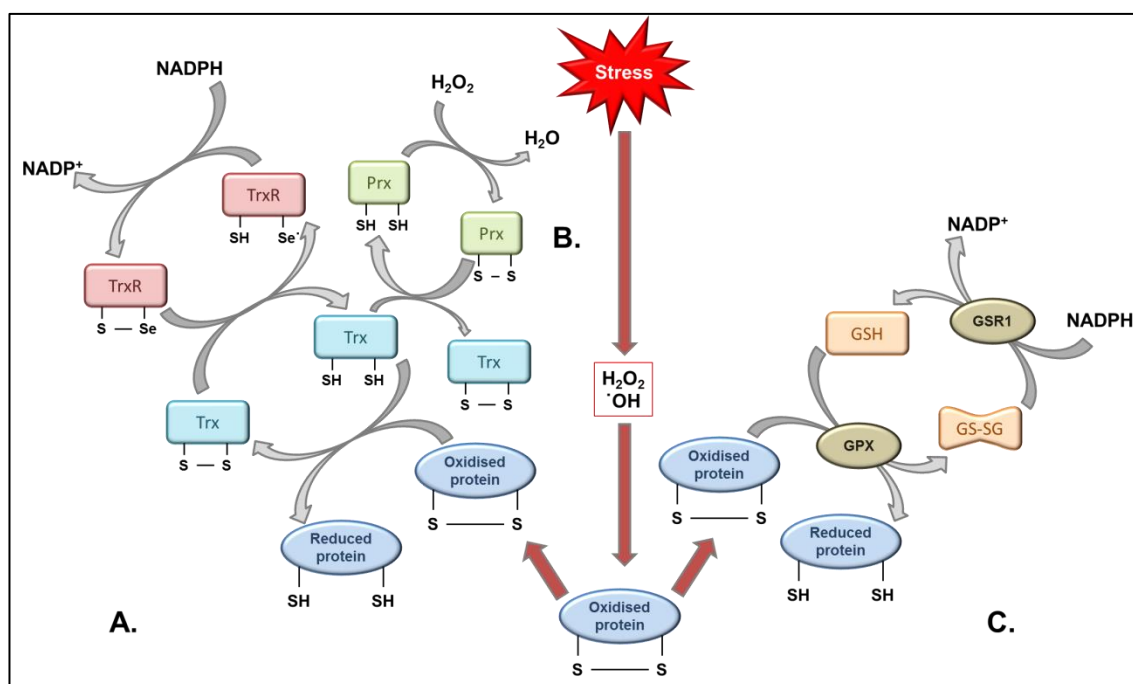 Stress
NADPH
H₂O₂
H₂O
NADP⁺
TrxR
SH
Se·
Prx
SH SH
Prx
S – S
B.
TrxR
S — Se
Trx
SH SH
Trx
S — S
Trx
S — S
H₂O₂
·OH
NADP⁺
GSH
GSR1
NADPH
GPX
GS-SG
Oxidised
protein
S — S
Oxidised
protein
S — S
Reduced
protein
SH SH
Reduced
protein
SH SH
Oxidised
protein
S — S
A.
C.